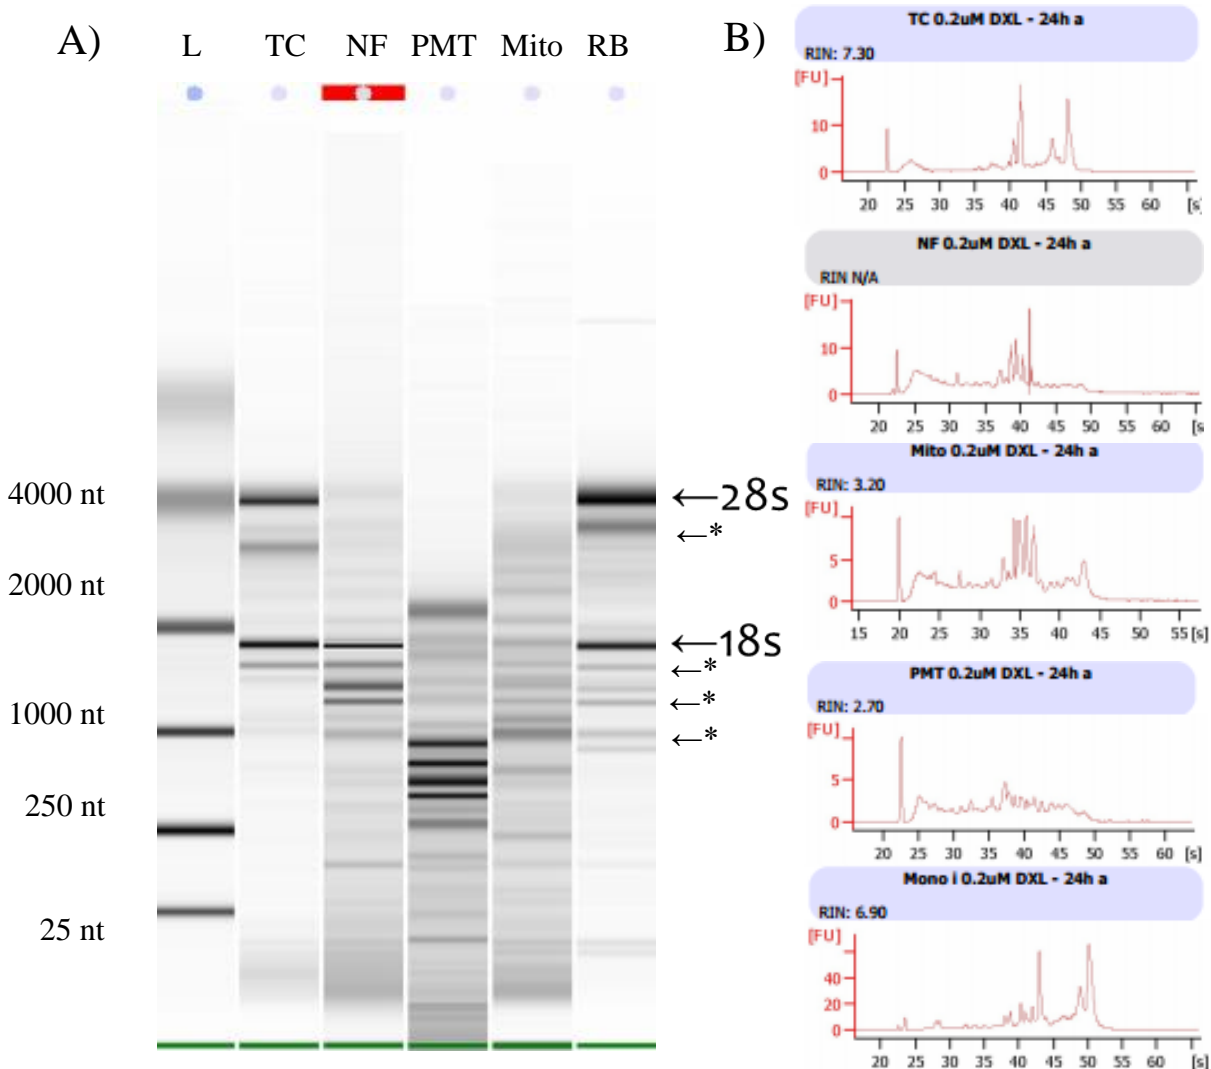 A) L TC NF PMT Mito RB
4000 nt
2000 nt
1000 nt
250 nt
25 nt
←28s
←*
←18s
←*
←*
←*
B)
TC 0.2uM DXL - 24h a
RIN: 7.30
[FU]
10
0
20 25 30 35 40 45 50 55 60 [s]
NF 0.2uM DXL - 24h a
RIN N/A
[FU]
10
0
20 25 30 35 40 45 50 55 60 [s
Mito 0.2uM DXL - 24h a
RIN: 3.20
[FU]
5
0
15 20 25 30 35 40 45 50 55 [s]
PMT 0.2uM DXL - 24h a
RIN: 2.70
[FU]
5
0
20 25 30 35 40 45 50 55 60 [s]
Mono i 0.2uM DXL - 24h a
RIN: 6.90
[FU]
40
20
0
20 25 30 35 40 45 50 55 60 [s]